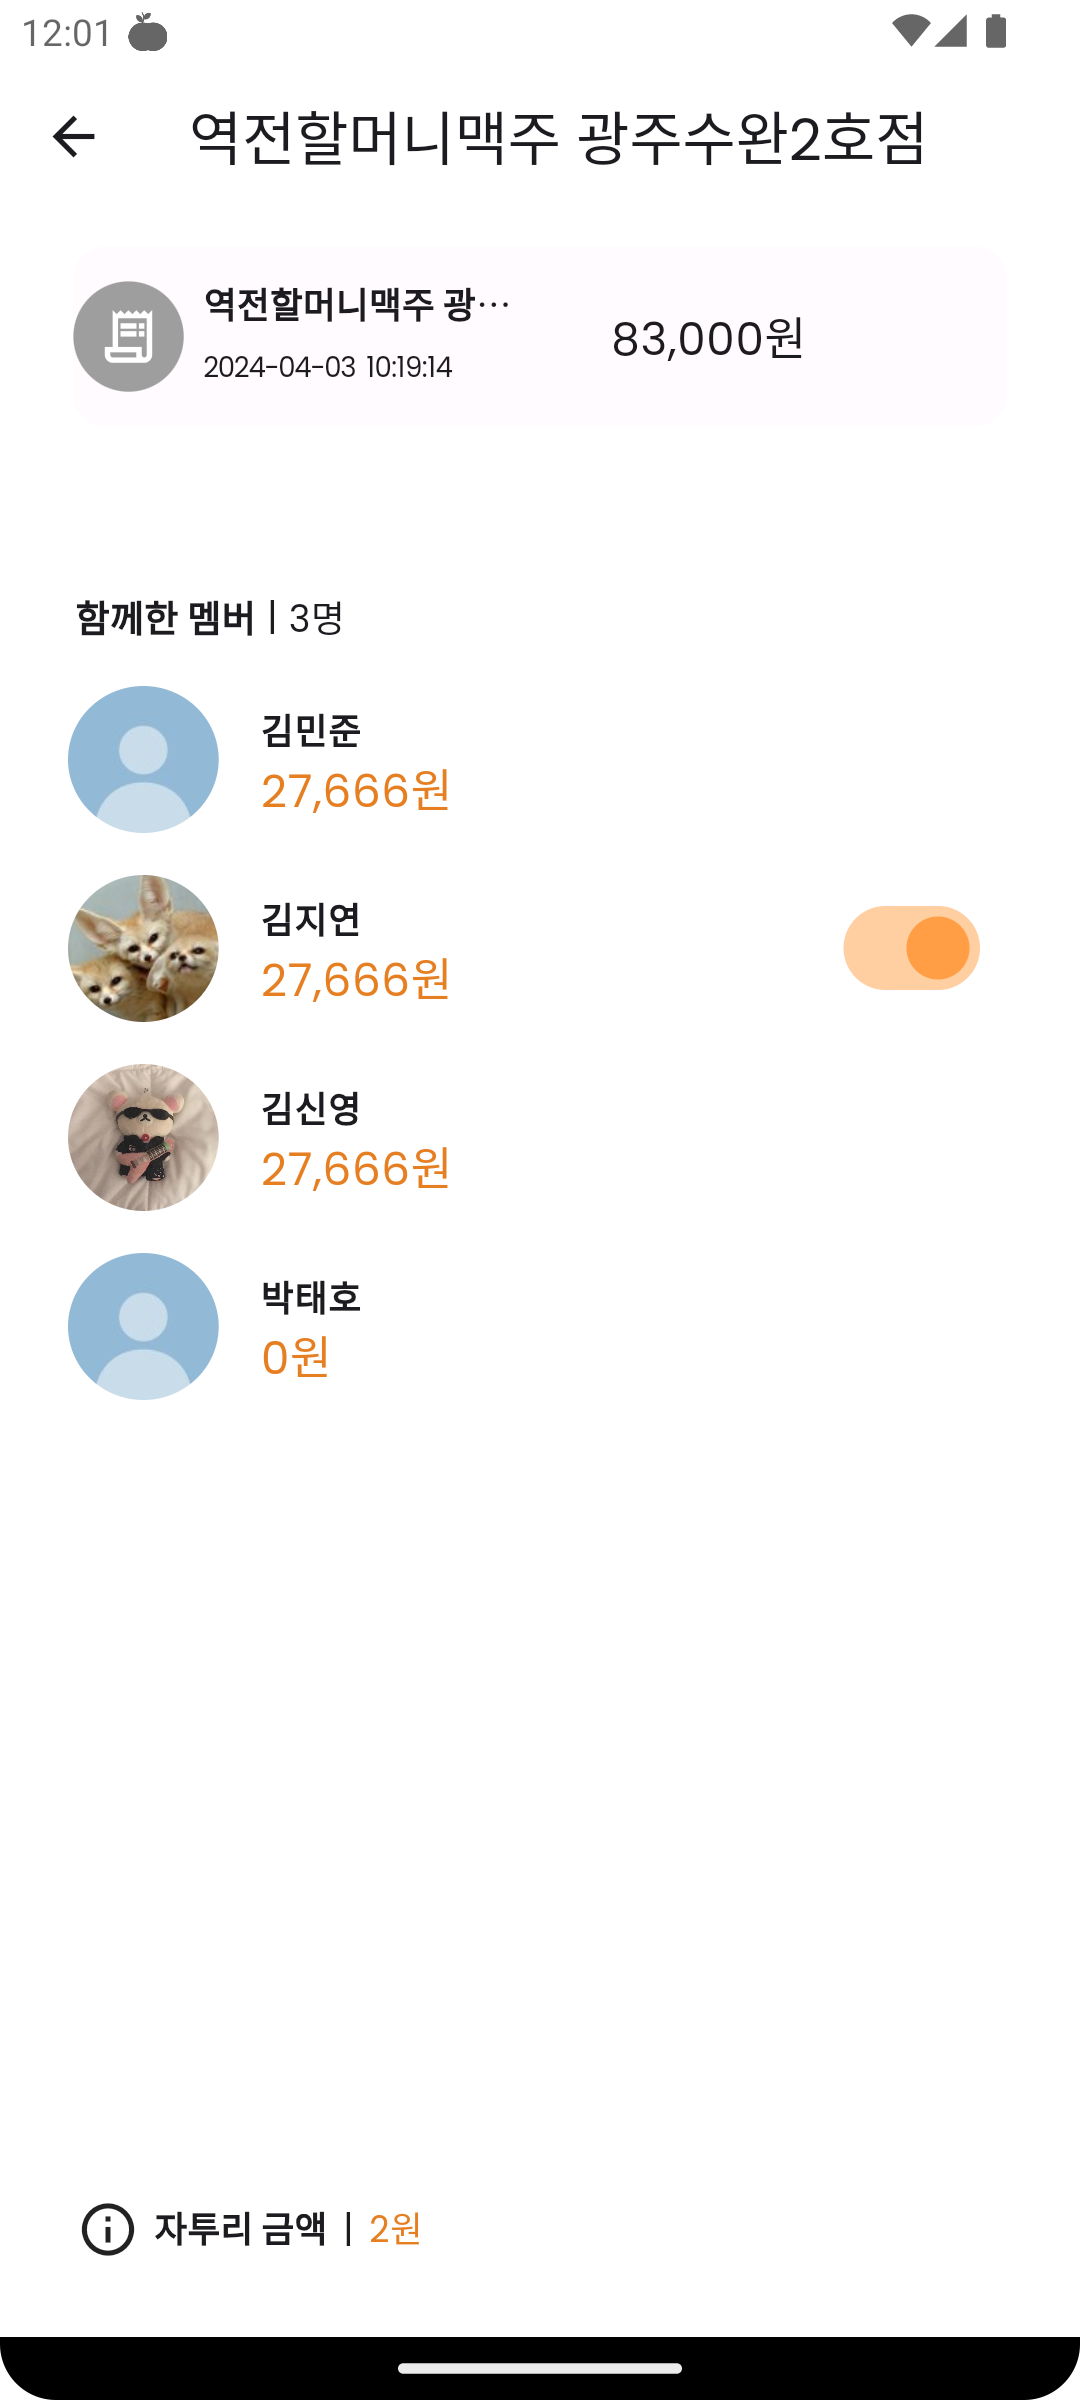 12:01
역전할머니맥주 광주수완2호점
역전할머니맥주 광…
83,000원
2024-04-03 10:19:14
함께한 멤버 | 3명
김민준
27,666원
김지연
27,666원
김신영
27,666원
박태호
0원
자투리 금액 | 2원